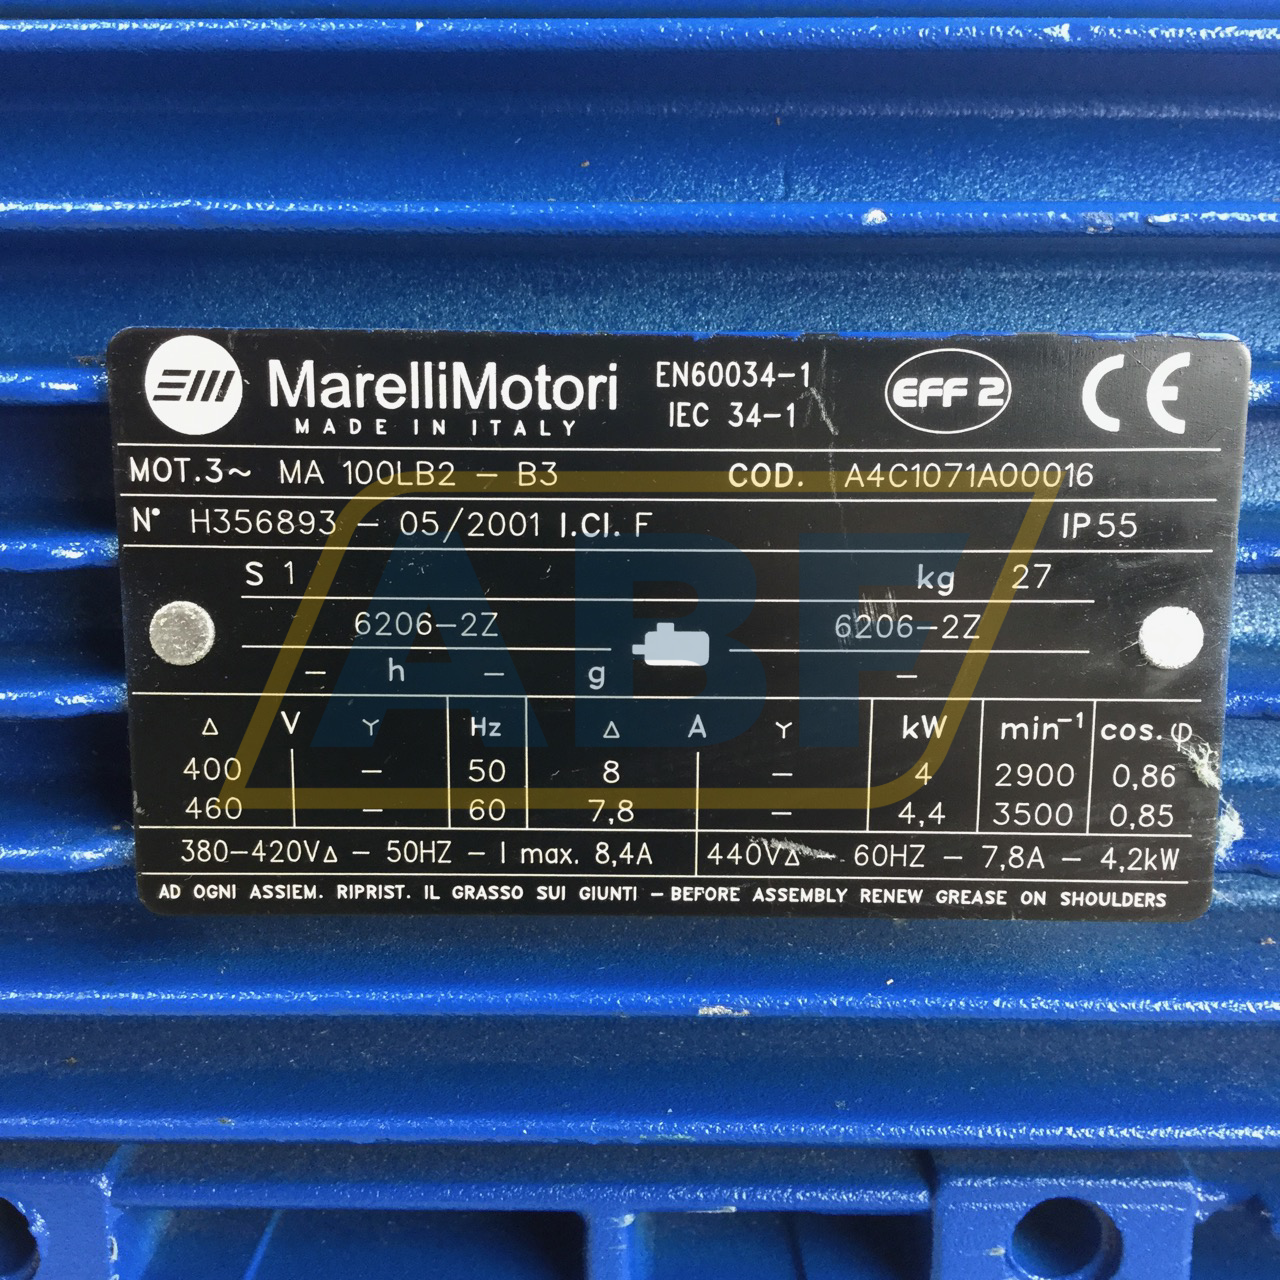 MarelliMotori EN60034-1 EFF 2 CE
MADE IN ITALY IEC 34-1
MOT.3~ MA 100LB2 - B3 COD. A4C1071A00016
N° H356893 - 05/2001 I.Cl. F IP55
S 1 kg 27
6206-2Z 6206-2Z
- h - g -
Δ V Y Hz Δ A Y kW min⁻¹ cos.φ
400 - 50 8 - 4 2900 0,86
460 - 60 7,8 - 4,4 3500 0,85
380-420VΔ - 50HZ - I max. 8,4A 440VΔ - 60HZ - 7,8A - 4,2kW
AD OGNI ASSIEM. RIPRIST. IL GRASSO SUI GIUNTI - BEFORE ASSEMBLY RENEW GREASE ON SHOULDERS
ABF